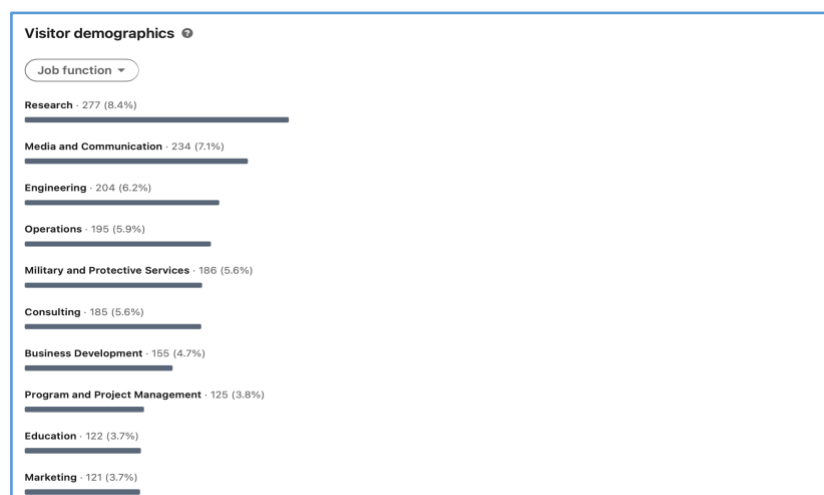 Visitor demographics ?
Job function
Research · 277 (8.4%)
Media and Communication · 234 (7.1%)
Engineering · 204 (6.2%)
Operations · 195 (5.9%)
Military and Protective Services · 186 (5.6%)
Consulting · 185 (5.6%)
Business Development · 155 (4.7%)
Program and Project Management · 125 (3.8%)
Education · 122 (3.7%)
Marketing · 121 (3.7%)